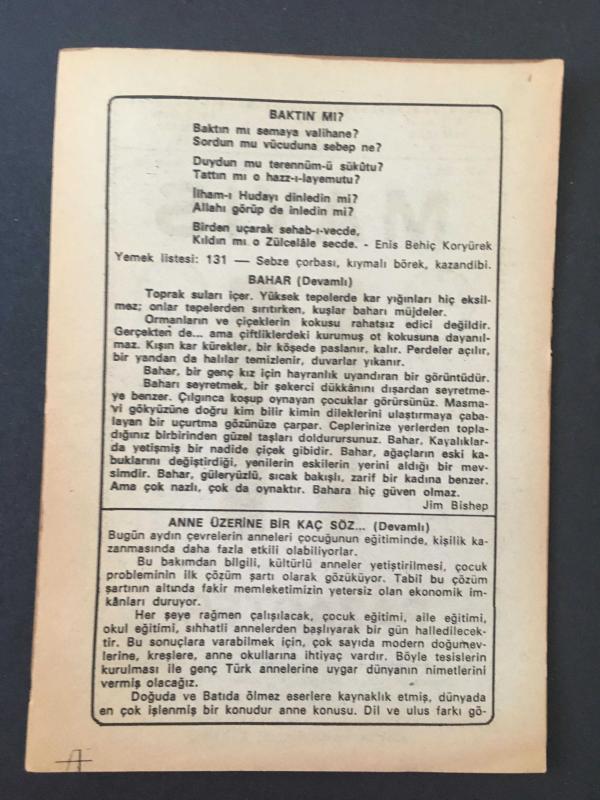 BAKTIN MI?
Baktın mı semaya valihane?
Sordun mu vücuduna sebep ne?
Duydun mu terennüm-ü sükûtu?
Tattın mı o hazz-ı-layemutu?
İlham-ı Hudayı dinledin mi?
Allahı görüp de inledin mi?
Birden uçarak sehab-ı-vecde,
Kıldın mı o Zülcelâle secde. - Enis Behiç Koryürek
Yemek listesi: 131 — Sebze çorbası, kıymalı börek, kazandibi.
BAHAR (Devamlı)
Toprak suları içer. Yüksek tepelerde kar yığınları hiç eksil-
mez; onlar tepelerden sırıtırken, kuşlar baharı müjdeler.
Ormanların ve çiçeklerin kokusu rahatsız edici değildir.
Gerçekten de... ama çiftliklerdeki kurumuş ot kokusuna dayanıl-
maz. Kışın kar kürekler, bir köşede paslanır, kalır. Perdeler açılır,
bir yandan da halılar temizlenir, duvarlar yıkanır.
Bahar, bir genç kız için hayranlık uyandıran bir görüntüdür.
Baharı seyretmek, bir şekerci dükkânını dışardan seyretme-
ye benzer. Çılgınca koşup oynayan çocuklar görürsünüz. Masma-
vi gökyüzüne doğru kim bilir kimin dileklerini ulaştırmaya çaba-
layan bir uçurtma gözünüze çarpar. Ceplerinize yerlerden topla-
dığınız birbirinden güzel taşları doldurursunuz. Bahar. Kayalıklar-
da yetişmiş bir nadide çiçek gibidir. Bahar, ağaçların eski ka-
buklarını değiştirdiği, yenilerin eskilerin yerini aldığı bir mev-
simdir. Bahar, güleryüzlü, sıcak bakışlı, zarif bir kadına benzer.
Ama çok nazlı, çok da oynaktır. Bahara hiç güven olmaz.
Jim Bishep
ANNE ÜZERİNE BİR KAÇ SÖZ... (Devamlı)
Bugün aydın çevrelerin anneleri çocuğunun eğitiminde, kişilik ka-
zanmasında daha fazla etkili olabiliyorlar.
Bu bakımdan bilgili, kültürlü anneler yetiştirilmesi, çocuk
probleminin ilk çözüm şartı olarak gözüküyor. Tabiî bu çözüm
şartının altında fakir memleketimizin yetersiz olan ekonomik im-
kânları duruyor.
Her şeye rağmen çalışılacak, çocuk eğitimi, aile eğitimi,
okul eğitimi, sıhhatli annelerden başlıyarak bir gün halledilecek-
tir. Bu sonuçlara varabilmek için, çok sayıda modern doğumev-
lerine, kreşlere, anne okullarına ihtiyaç vardır. Böyle tesislerin
kurulması ile genç Türk annelerine uygar dünyanın nimetlerini
vermiş olacağız.
Doğuda ve Batıda ölmez eserlere kaynaklık etmiş, dünyada
en çok işlenmiş bir konudur anne konusu. Dil ve ulus farkı gö-